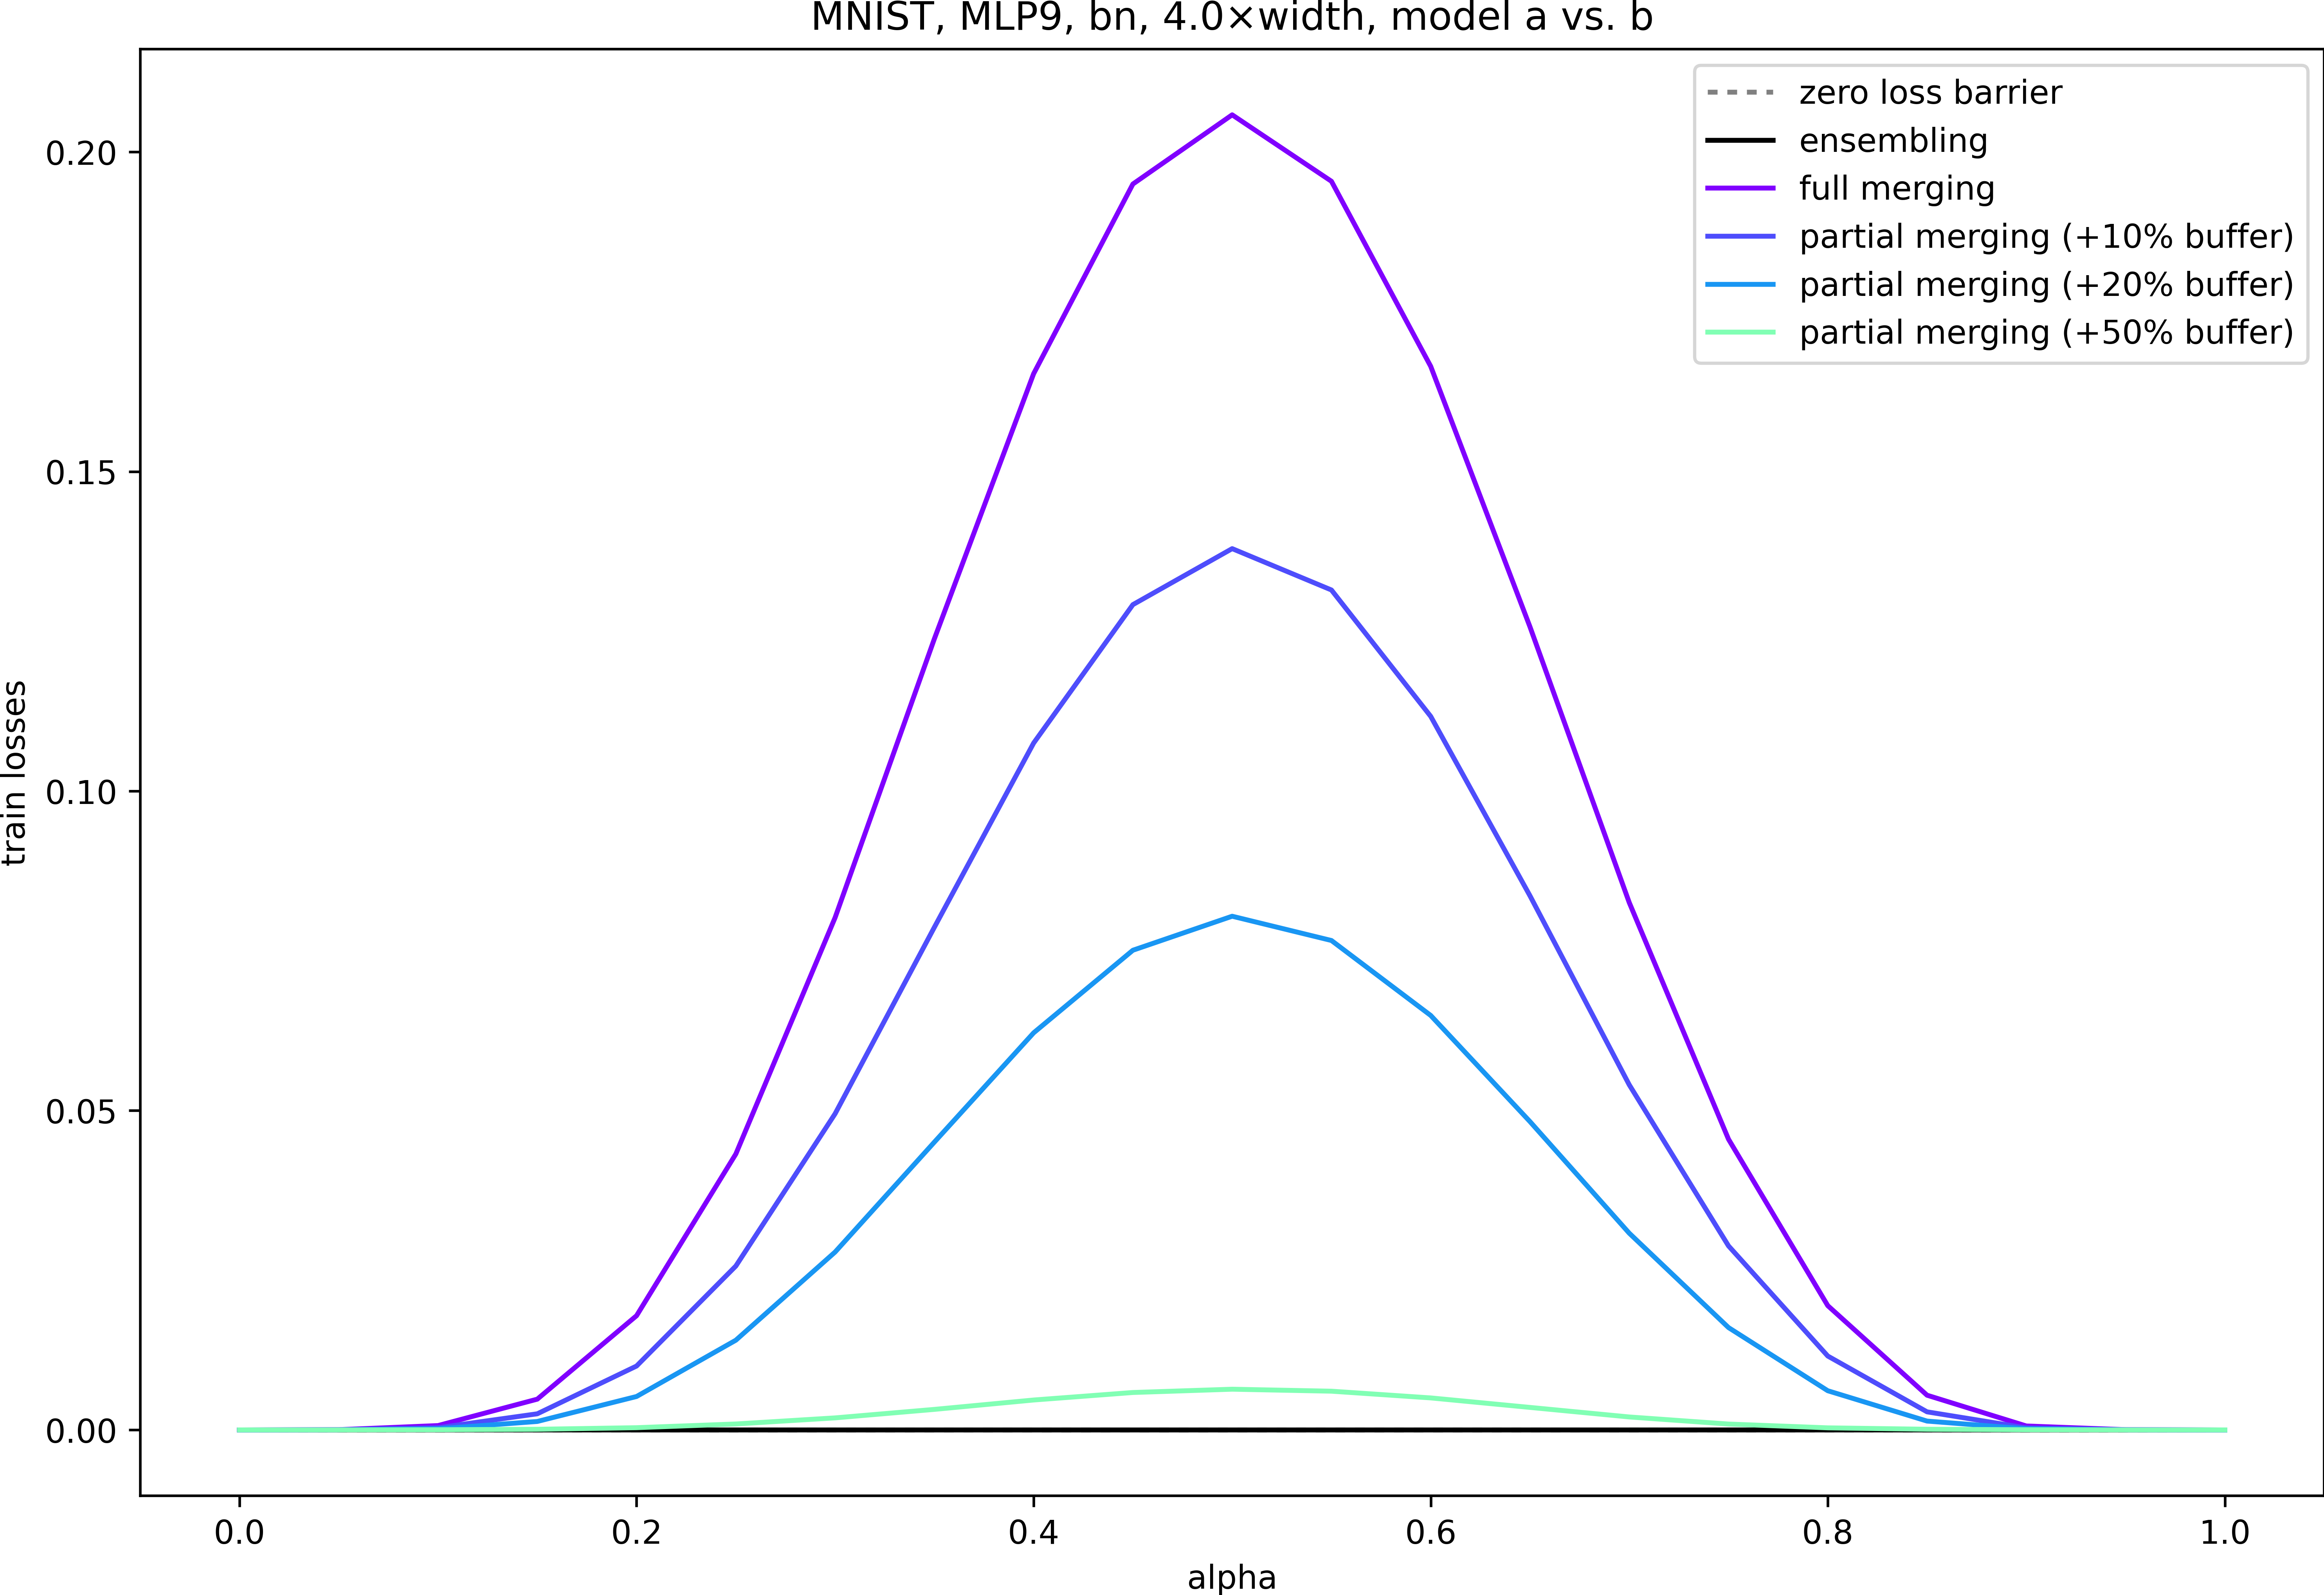 MNIST, MLP9, bn, 4.0×width, model a vs. b
zero loss barrier
ensembling
full merging
partial merging (+10% buffer)
partial merging (+20% buffer)
partial merging (+50% buffer)
train losses
0.20
0.15
0.10
0.05
0.00
0.0 0.2 0.4 0.6 0.8 1.0
alpha